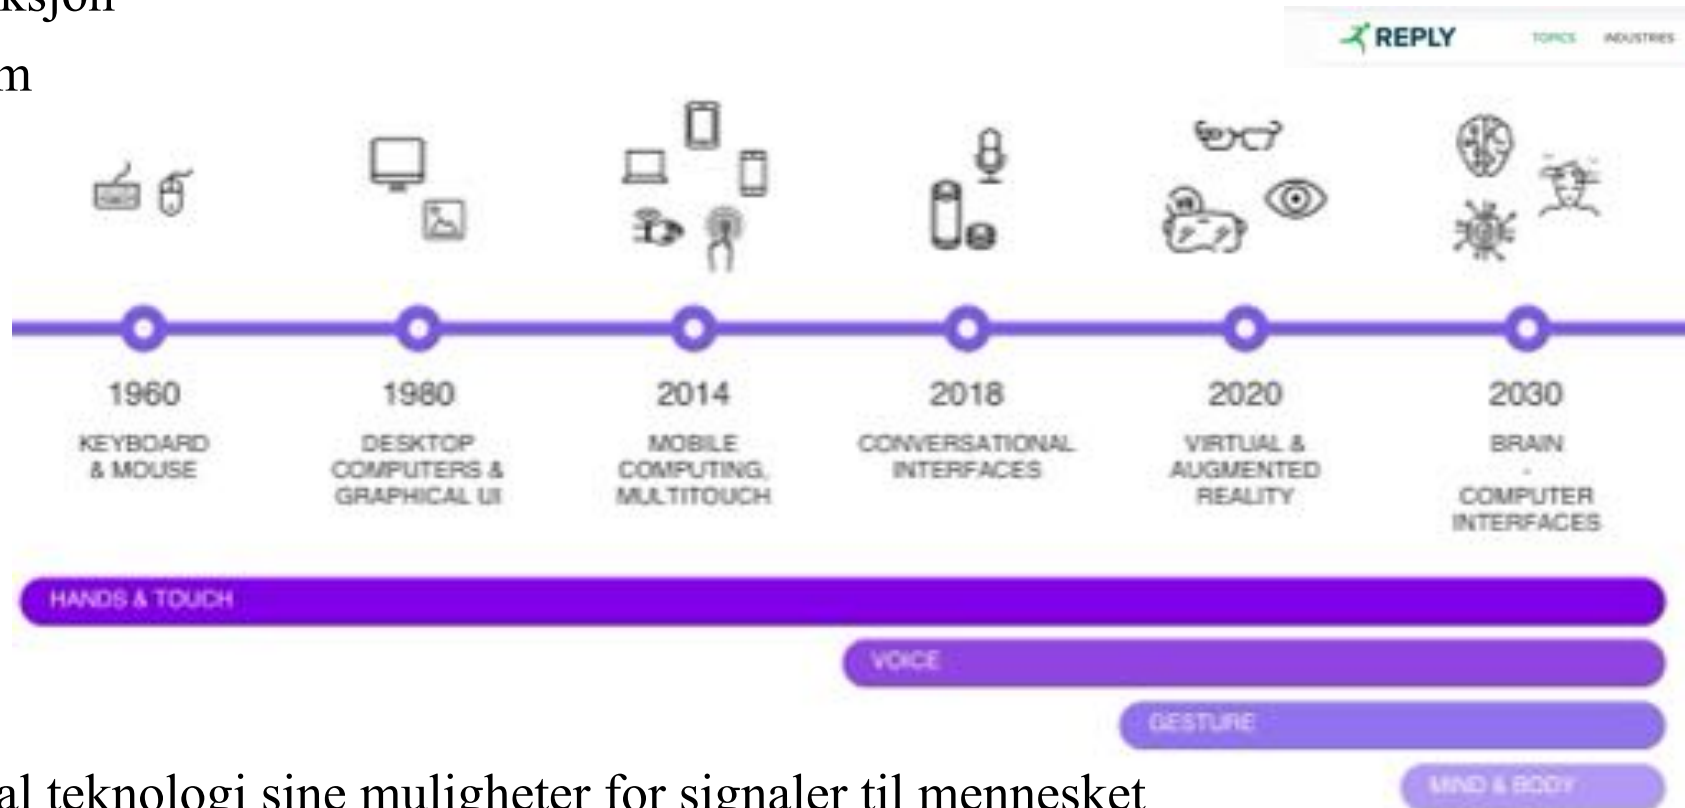 ksjon
REPLY TOPICS INDUSTRIES
m
1960
KEYBOARD
& MOUSE
1980
DESKTOP
COMPUTERS &
GRAPHICAL UI
2014
MOBILE
COMPUTING,
MULTITOUCH
2018
CONVERSATIONAL
INTERFACES
2020
VIRTUAL &
AUGMENTED
REALITY
2030
BRAIN
-
COMPUTER
INTERFACES
HANDS & TOUCH
VOICE
GESTURE
MIND & BODY
al teknologi sine muligheter for signaler til mennesket